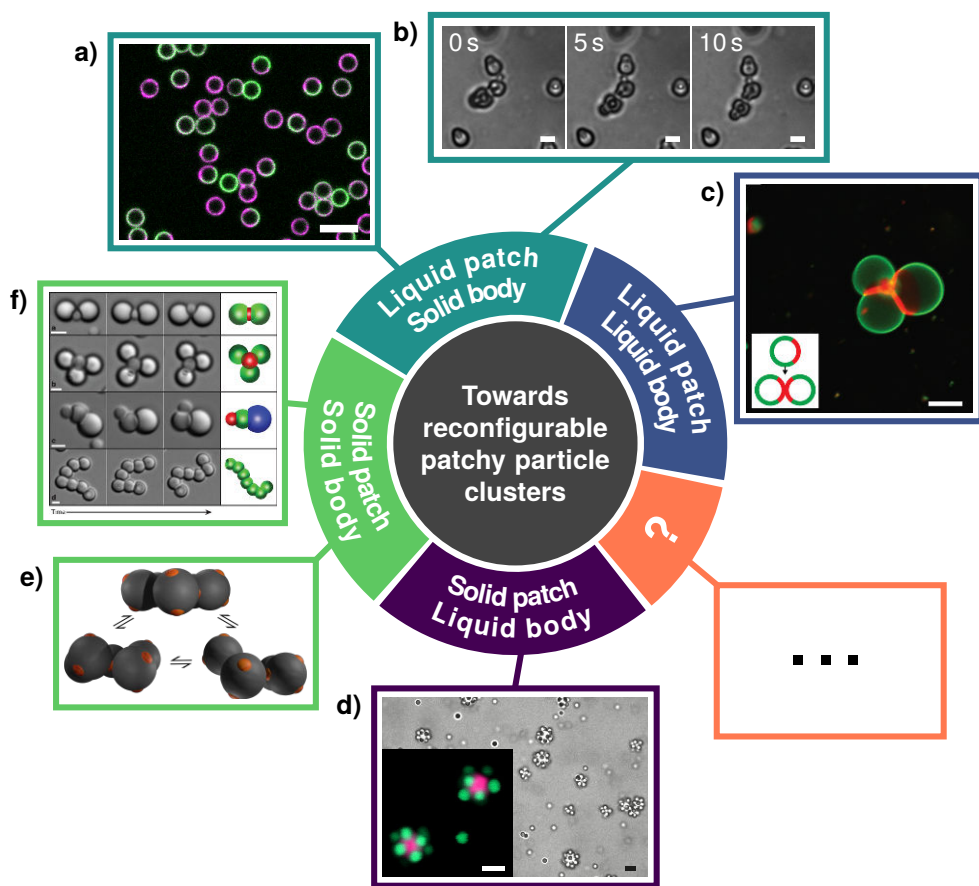 a)
b)
0 s
5 s
10 s
c)
Liquid patch
Solid body
Liquid patch
Liquid body
f)
a
b
c
d
Time
Solid patch
Solid body
Towards
reconfigurable
patchy particle
clusters
?
e)
Solid patch
Liquid body
...
d)